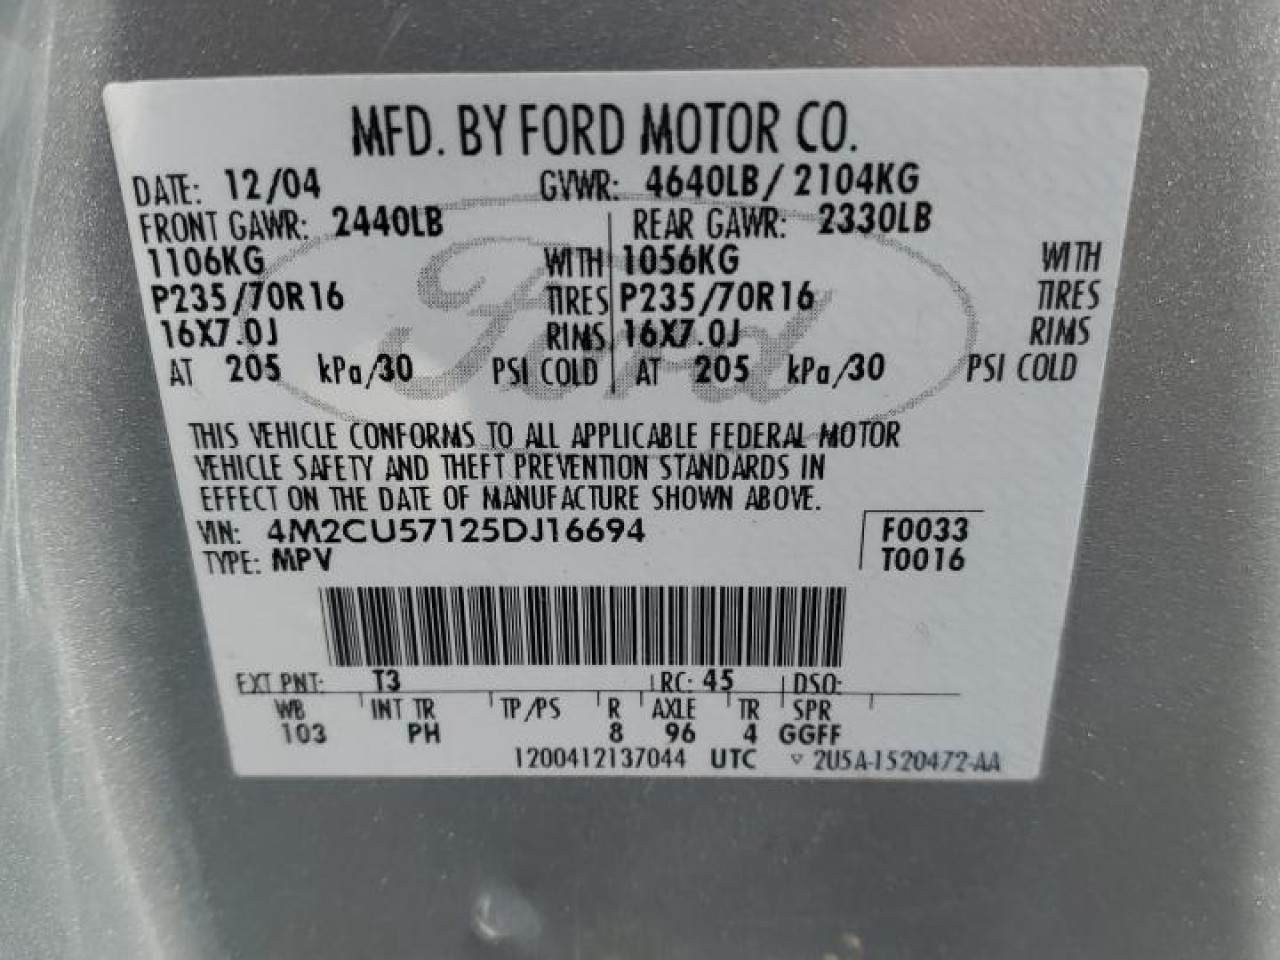 MFD. BY FORD MOTOR CO.
DATE: 12/04 GVWR: 4640LB / 2104KG
FRONT GAWR: 2440LB REAR GAWR: 2330LB
1106KG WITH 1056KG WITH
P235/70R16 TIRES P235/70R16 TIRES
16X7.0J RIMS 16X7.0J RIMS
AT 205 kPa/30 PSI COLD AT 205 kPa/30 PSI COLD
Ford
THIS VEHICLE CONFORMS TO ALL APPLICABLE FEDERAL MOTOR
VEHICLE SAFETY AND THEFT PREVENTION STANDARDS IN
EFFECT ON THE DATE OF MANUFACTURE SHOWN ABOVE.
VIN: 4M2CU57125DJ16694 F0033
TYPE: MPV T0016
EXT PNT: T3 RC: 45 DSO:
WB INT TR TP/PS R AXLE TR SPR
103 PH 8 96 4 GGFF
1200412137044 UTC ▽ 2U5A-1520472-AA